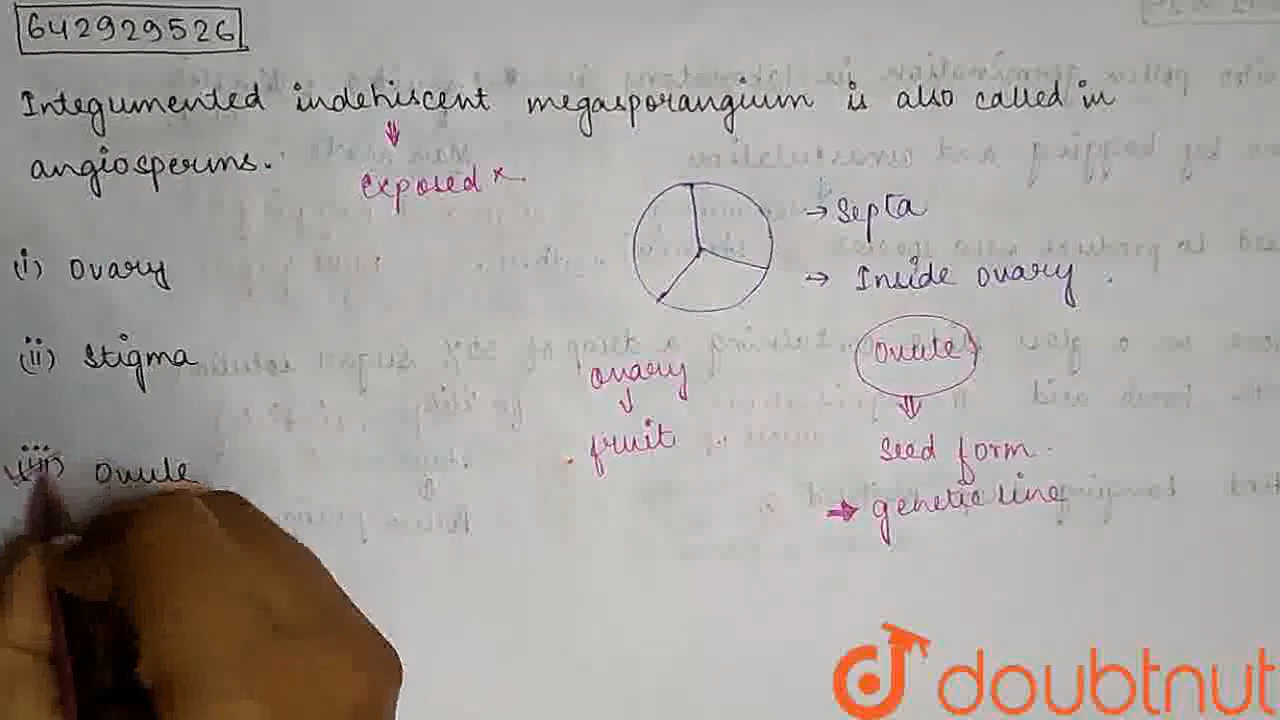 642929526
Integumented indehiscent megasporangium is also called in
angiosperms.
exposed ×
→ Septa
(i) Ovary
→ Inside ovary .
(ii) Stigma
ovary
ovule
fruit
seed form.
(iii) Ovule
→ genetic line
doubtnut